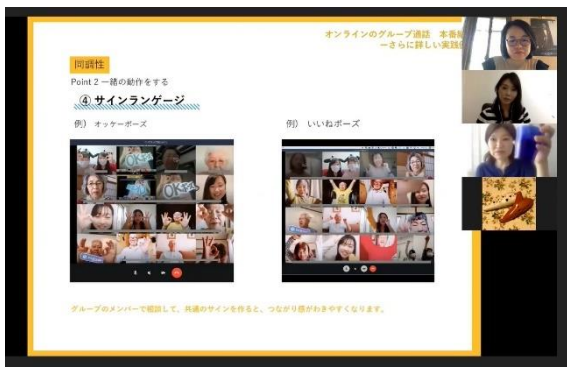 オンラインのグループ通話 本番編
ーさらに詳しい実践
同調性
Point 2 一緒の動作をする
④ サインランゲージ
例) オッケーポーズ
例) いいねポーズ
グループのメンバーで相談して、共通のサインを作ると、つながり感がわきやすくなります。